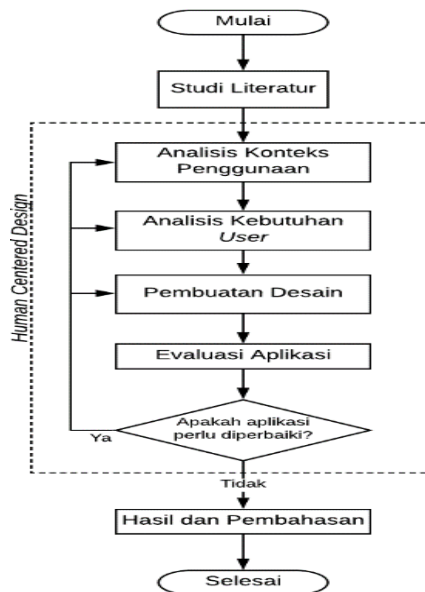 Mulai
Studi Literatur
Human Centered Design
Analisis Konteks
Penggunaan
Analisis Kebutuhan
User
Pembuatan Desain
Evaluasi Aplikasi
Apakah aplikasi
perlu diperbaiki?
Ya
Tidak
Hasil dan Pembahasan
Selesai